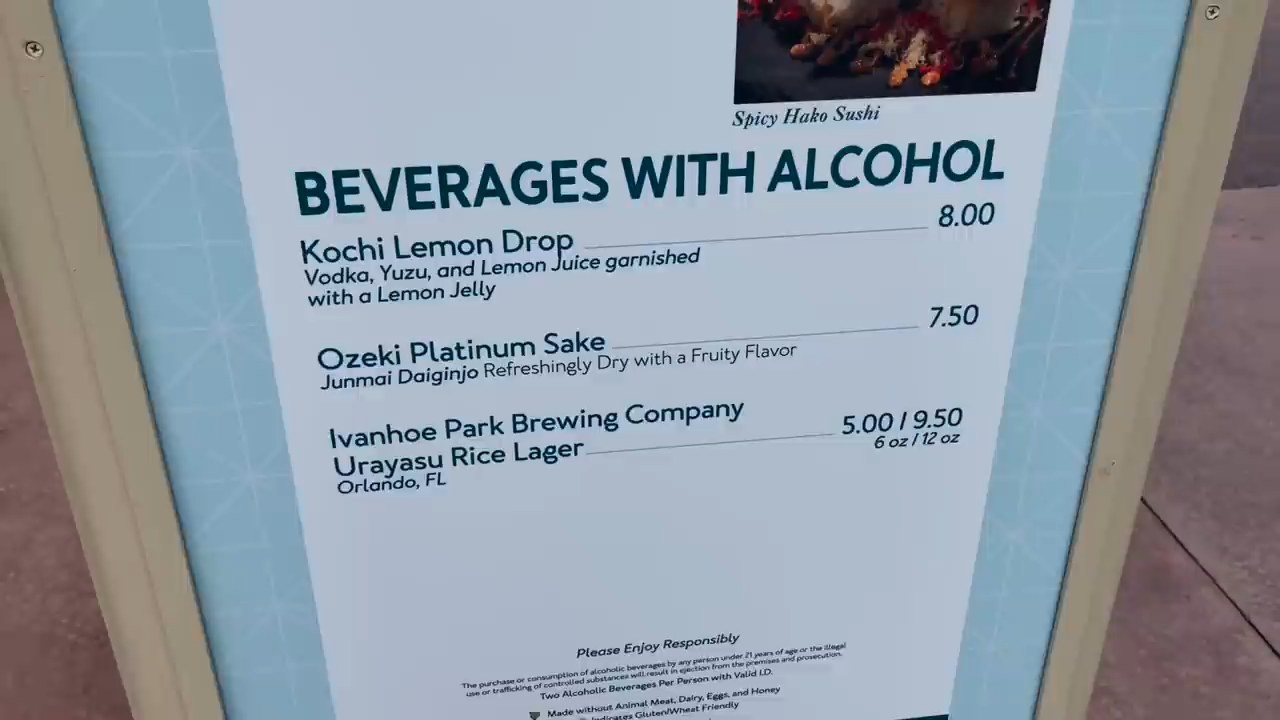 Spicy Hako Sushi
BEVERAGES WITH ALCOHOL
Kochi Lemon Drop 8.00
Vodka, Yuzu, and Lemon Juice garnished
with a Lemon Jelly
Ozeki Platinum Sake 7.50
Junmai Daiginjo Refreshingly Dry with a Fruity Flavor
Ivanhoe Park Brewing Company
Urayasu Rice Lager 5.00 / 9.50
Orlando, FL 6 oz / 12 oz
Please Enjoy Responsibly
The purchase or consumption of alcoholic beverages by any person under 21 years of age or the illegal
use or trafficking of controlled substances will result in ejection from the premises and prosecution.
Two Alcoholic Beverages Per Person with Valid I.D.
Made without Animal Meat, Dairy, Eggs, and Honey
Indicates Gluten/Wheat Friendly